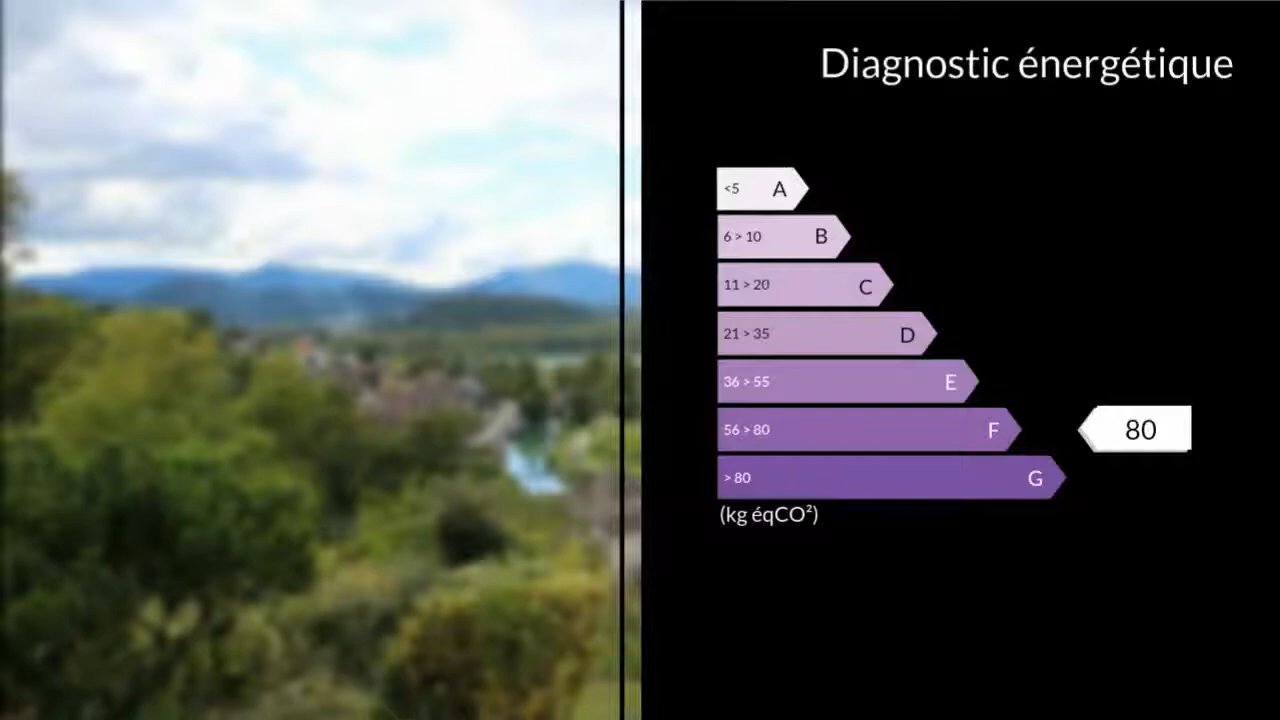 Diagnostic énergétique
<5 A
6 > 10 B
11 > 20 C
21 > 35 D
36 > 55 E
56 > 80 F 80
> 80 G
(kg éqCO²)